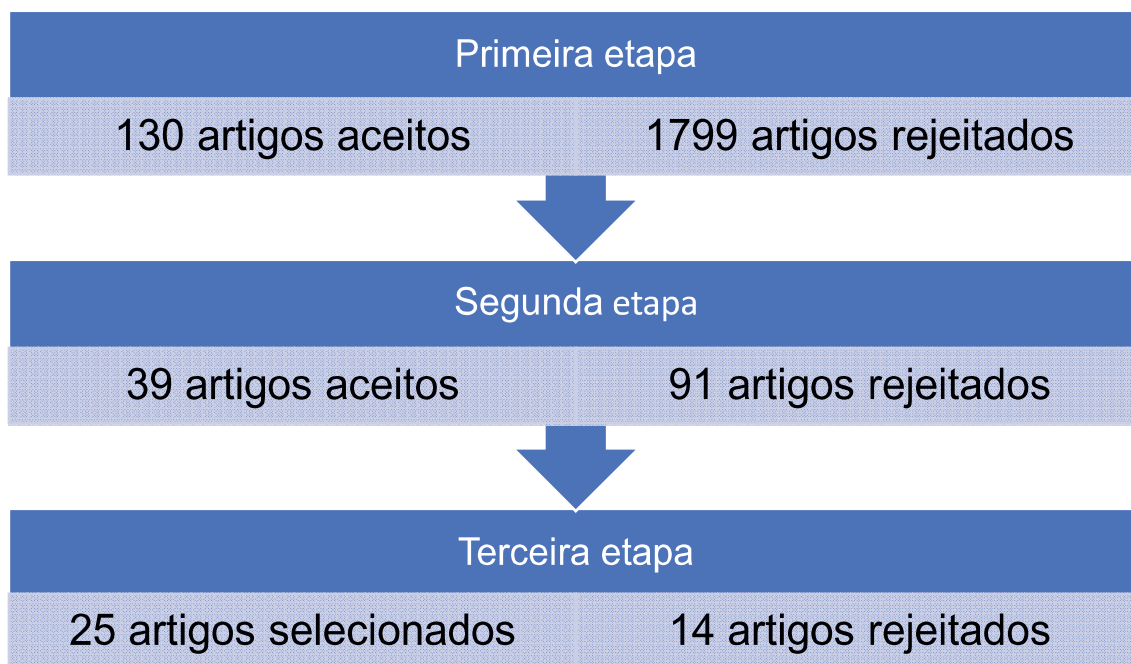 Primeira etapa
130 artigos aceitos 1799 artigos rejeitados
Segunda etapa
39 artigos aceitos 91 artigos rejeitados
Terceira etapa
25 artigos selecionados 14 artigos rejeitados